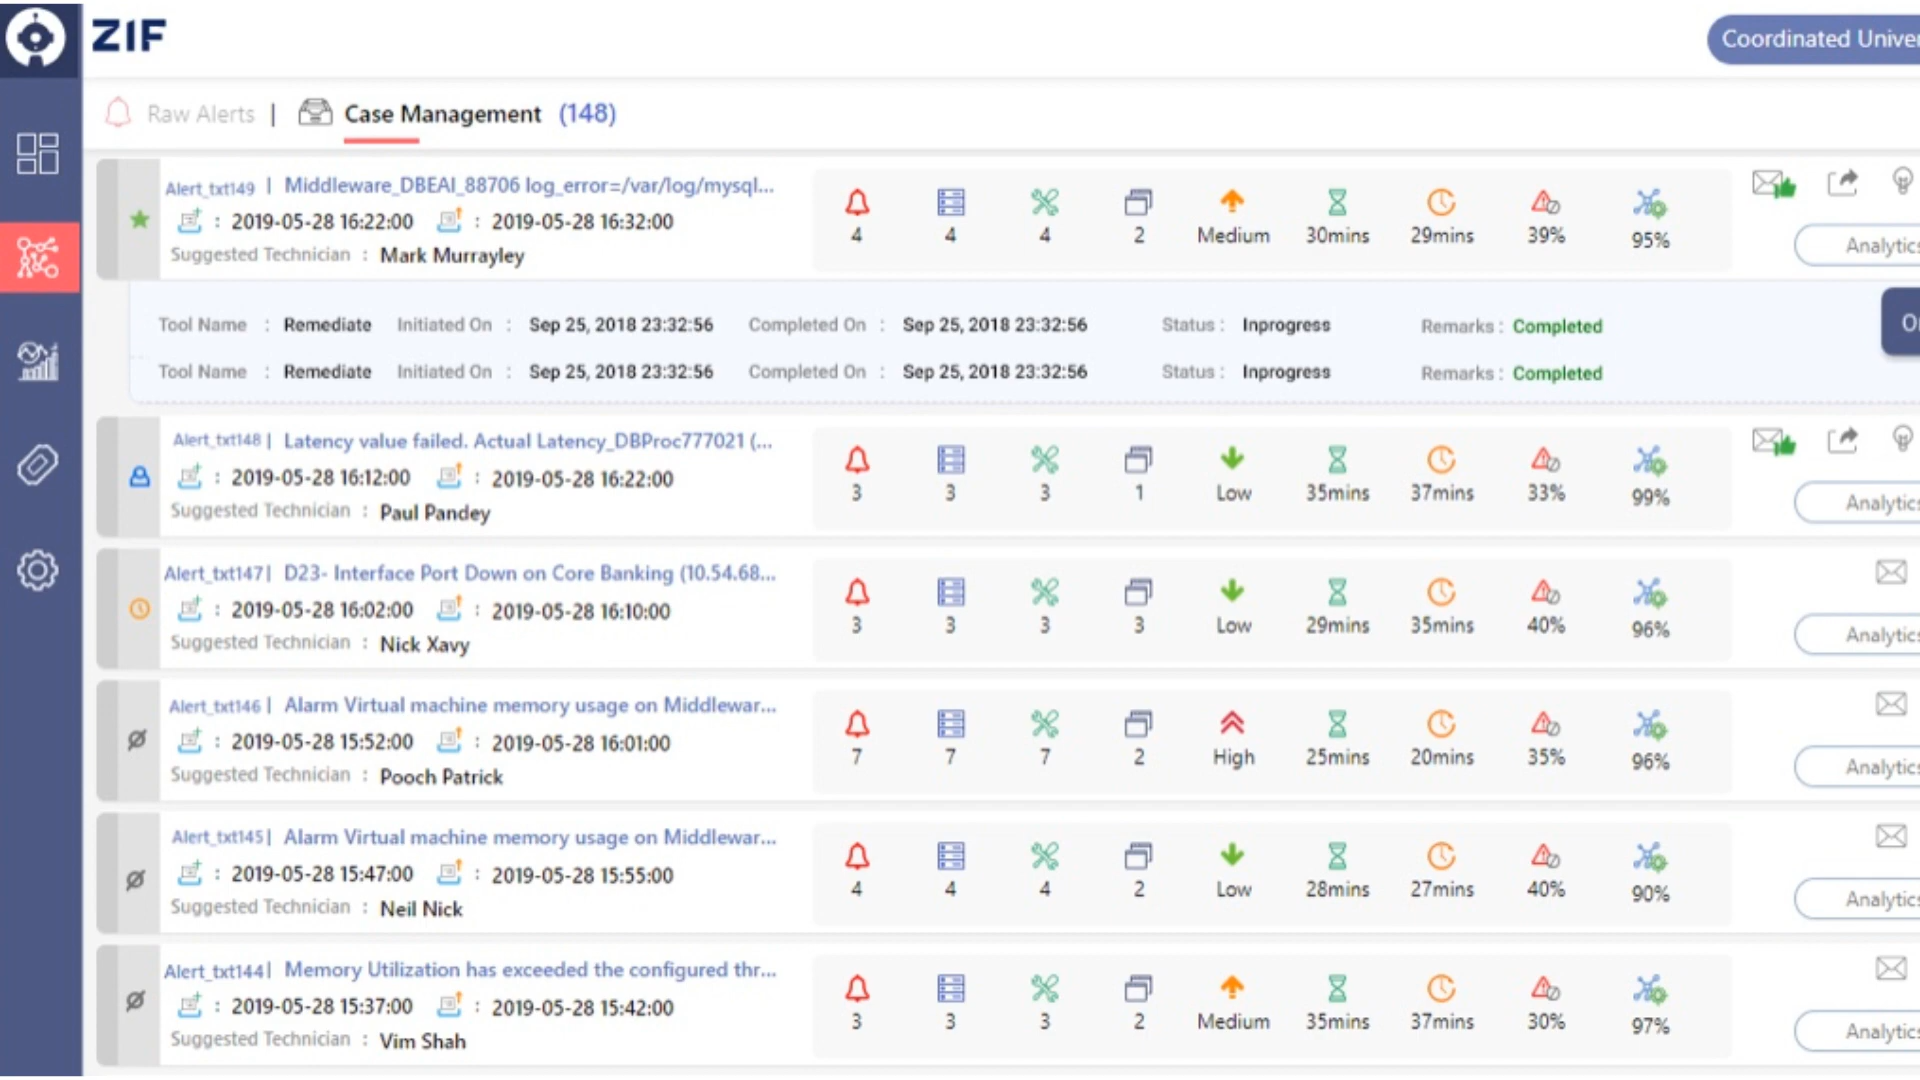 ZIF
Coordinated Univer
Raw Alerts | Case Management (148)
Alert_txt149 | Middleware_DBEAI_88706 log_error=/var/log/mysql...
: 2019-05-28 16:22:00 : 2019-05-28 16:32:00
Suggested Technician : Mark Murrayley
4 4 4 2 Medium 30mins 29mins 39% 95%
Analytics
Tool Name : Remediate Initiated On : Sep 25, 2018 23:32:56 Completed On : Sep 25, 2018 23:32:56 Status : Inprogress Remarks : Completed
Tool Name : Remediate Initiated On : Sep 25, 2018 23:32:56 Completed On : Sep 25, 2018 23:32:56 Status : Inprogress Remarks : Completed
Alert_txt148 | Latency value failed. Actual Latency_DBProc777021 (...
: 2019-05-28 16:12:00 : 2019-05-28 16:22:00
Suggested Technician : Paul Pandey
3 3 3 1 Low 35mins 37mins 33% 99%
Analytics
Alert_txt147 | D23- Interface Port Down on Core Banking (10.54.68...
: 2019-05-28 16:02:00 : 2019-05-28 16:10:00
Suggested Technician : Nick Xavy
3 3 3 3 Low 29mins 35mins 40% 96%
Analytics
Alert_txt146 | Alarm Virtual machine memory usage on Middlewar...
: 2019-05-28 15:52:00 : 2019-05-28 16:01:00
Suggested Technician : Pooch Patrick
7 7 7 2 High 25mins 20mins 35% 96%
Analytics
Alert_txt145 | Alarm Virtual machine memory usage on Middlewar...
: 2019-05-28 15:47:00 : 2019-05-28 15:55:00
Suggested Technician : Neil Nick
4 4 4 2 Low 28mins 27mins 40% 90%
Analytics
Alert_txt144 | Memory Utilization has exceeded the configured thr...
: 2019-05-28 15:37:00 : 2019-05-28 15:42:00
Suggested Technician : Vim Shah
3 3 3 2 Medium 35mins 37mins 30% 97%
Analytics